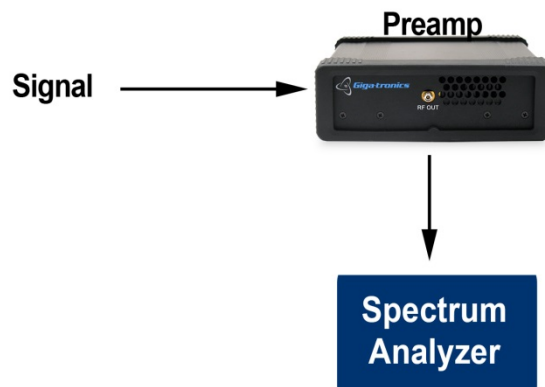 Preamp
Signal
Giga-tronics
RF OUT
Spectrum
Analyzer